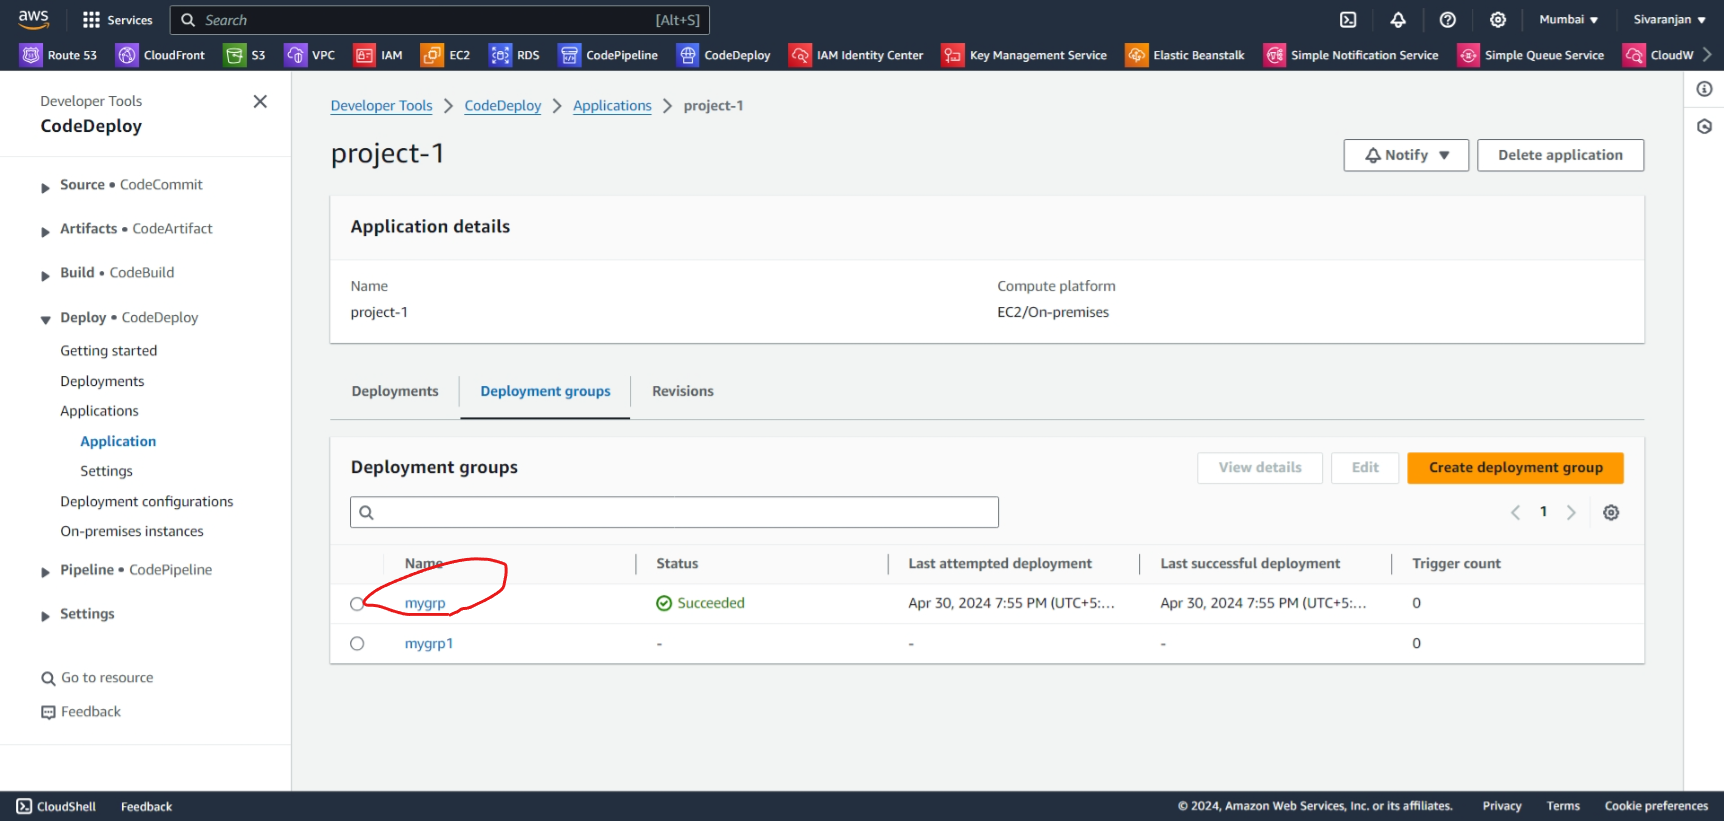 aws Services Search [Alt+S] Mumbai ▼ Sivaranjan ▼
Route 53 CloudFront S3 VPC IAM EC2 RDS CodePipeline CodeDeploy IAM Identity Center Key Management Service Elastic Beanstalk Simple Notification Service Simple Queue Service CloudW
Developer Tools
CodeDeploy
Source • CodeCommit
Artifacts • CodeArtifact
Build • CodeBuild
Deploy • CodeDeploy
Getting started
Deployments
Applications
Application
Settings
Deployment configurations
On-premises instances
Pipeline • CodePipeline
Settings
Go to resource
Feedback
Developer Tools > CodeDeploy > Applications > project-1
project-1
Notify ▼ Delete application
Application details
Name Compute platform
project-1 EC2/On-premises
Deployments Deployment groups Revisions
Deployment groups View details Edit Create deployment group
1
Name Status Last attempted deployment Last successful deployment Trigger count
mygrp Succeeded Apr 30, 2024 7:55 PM (UTC+5:... Apr 30, 2024 7:55 PM (UTC+5:... 0
mygrp1 - - - 0
CloudShell Feedback © 2024, Amazon Web Services, Inc. or its affiliates. Privacy Terms Cookie preferences